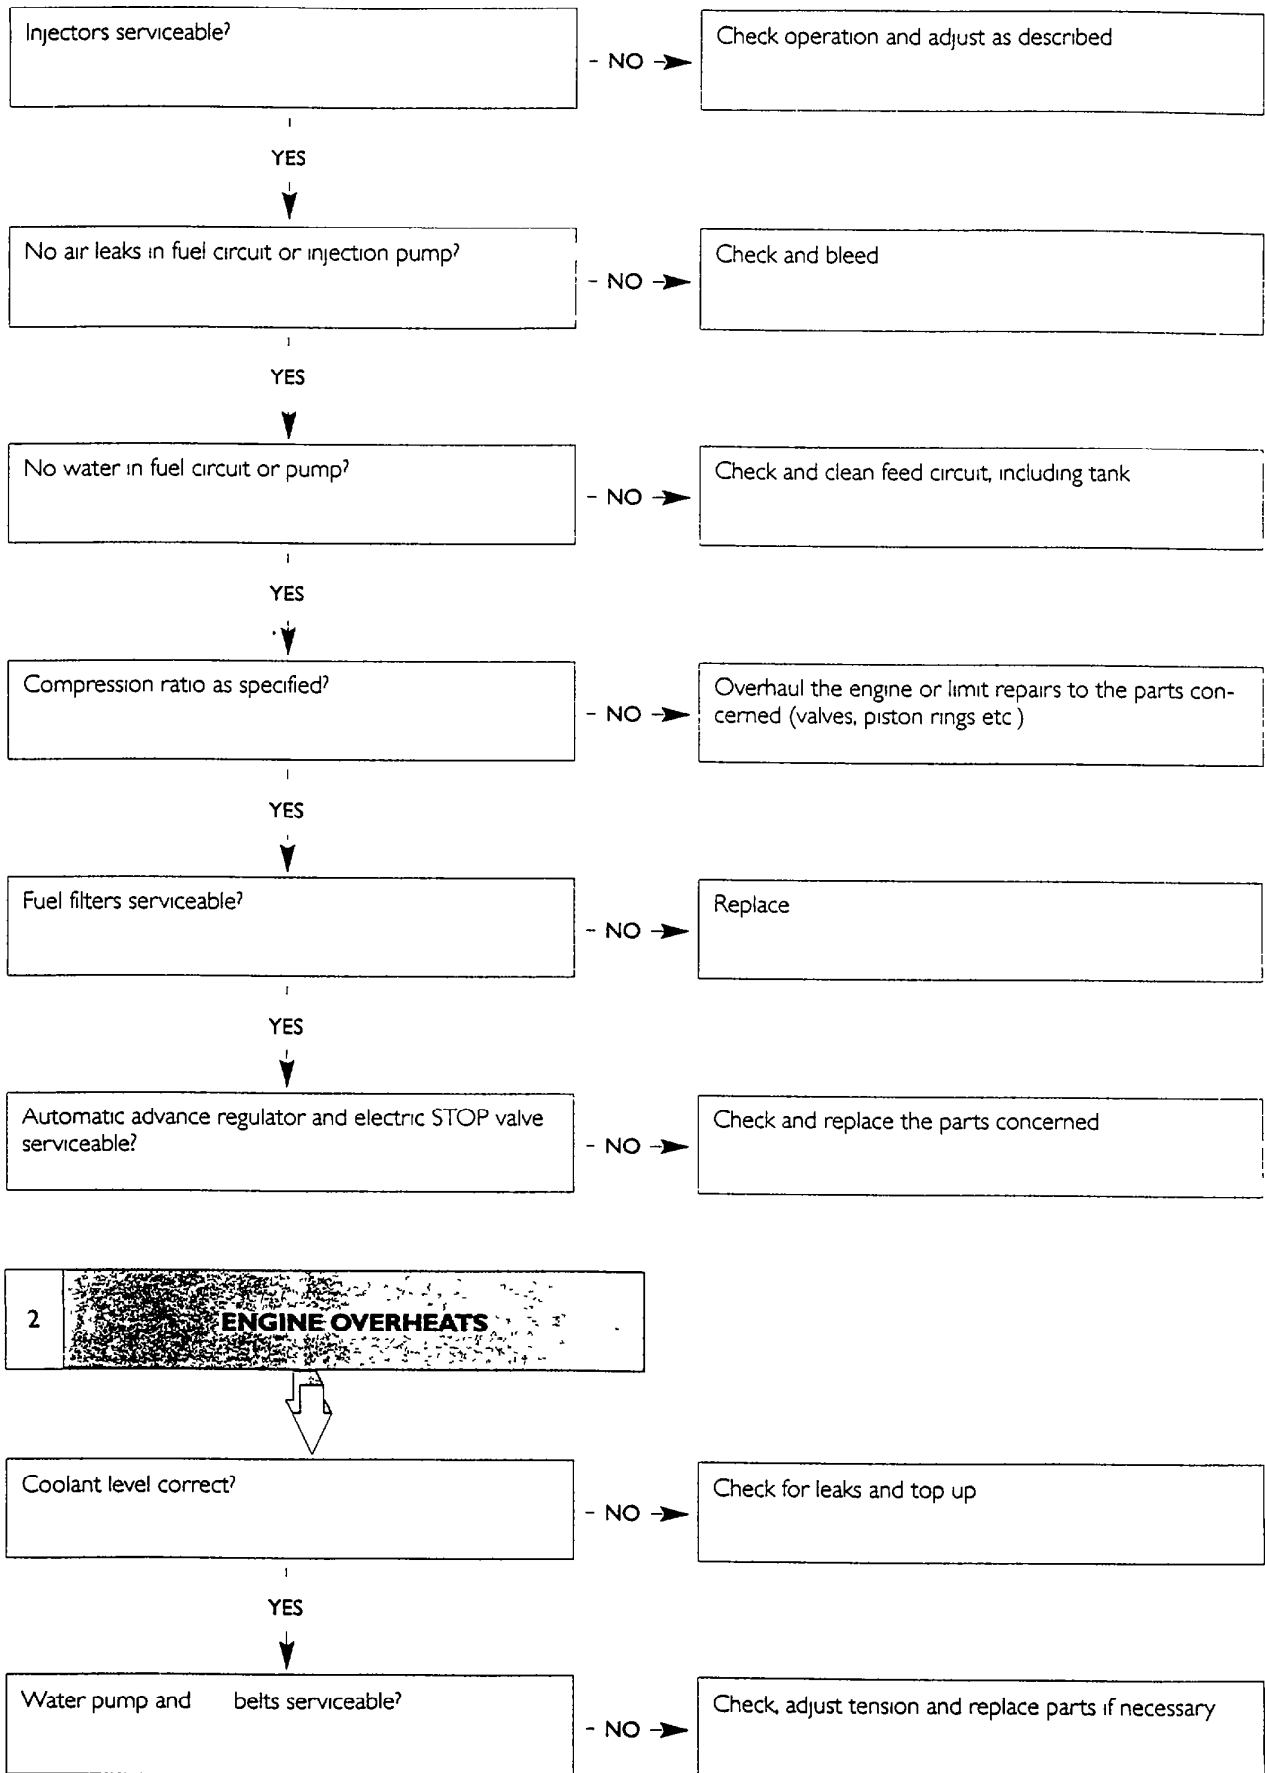 Injectors serviceable?
- NO
Check operation and adjust as described
YES
No air leaks in fuel circuit or injection pump?
- NO
Check and bleed
YES
No water in fuel circuit or pump?
- NO
Check and clean feed circuit, including tank
YES
Compression ratio as specified?
- NO
Overhaul the engine or limit repairs to the parts con-
cerned (valves, piston rings etc )
YES
Fuel filters serviceable?
- NO
Replace
YES
Automatic advance regulator and electric STOP valve
serviceable?
- NO
Check and replace the parts concerned
2
ENGINE OVERHEATS
Coolant level correct?
- NO
Check for leaks and top up
YES
Water pump and belts serviceable?
- NO
Check, adjust tension and replace parts if necessary